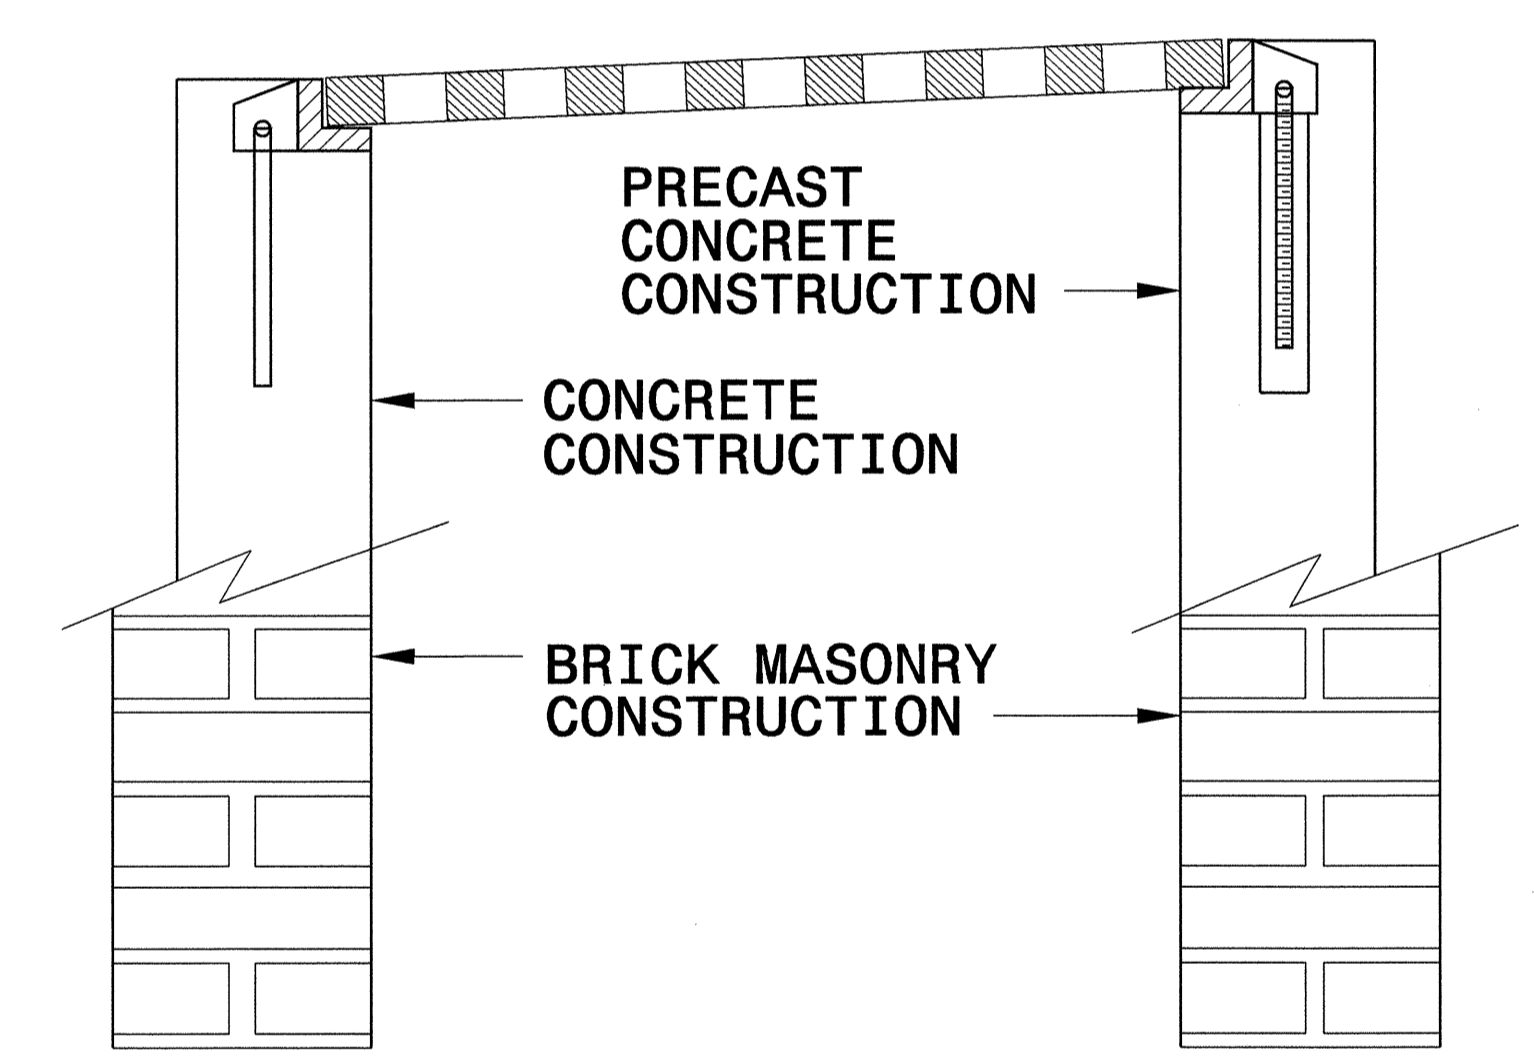 PRECAST
CONCRETE
CONSTRUCTION
CONCRETE
CONSTRUCTION
BRICK MASONRY
CONSTRUCTION